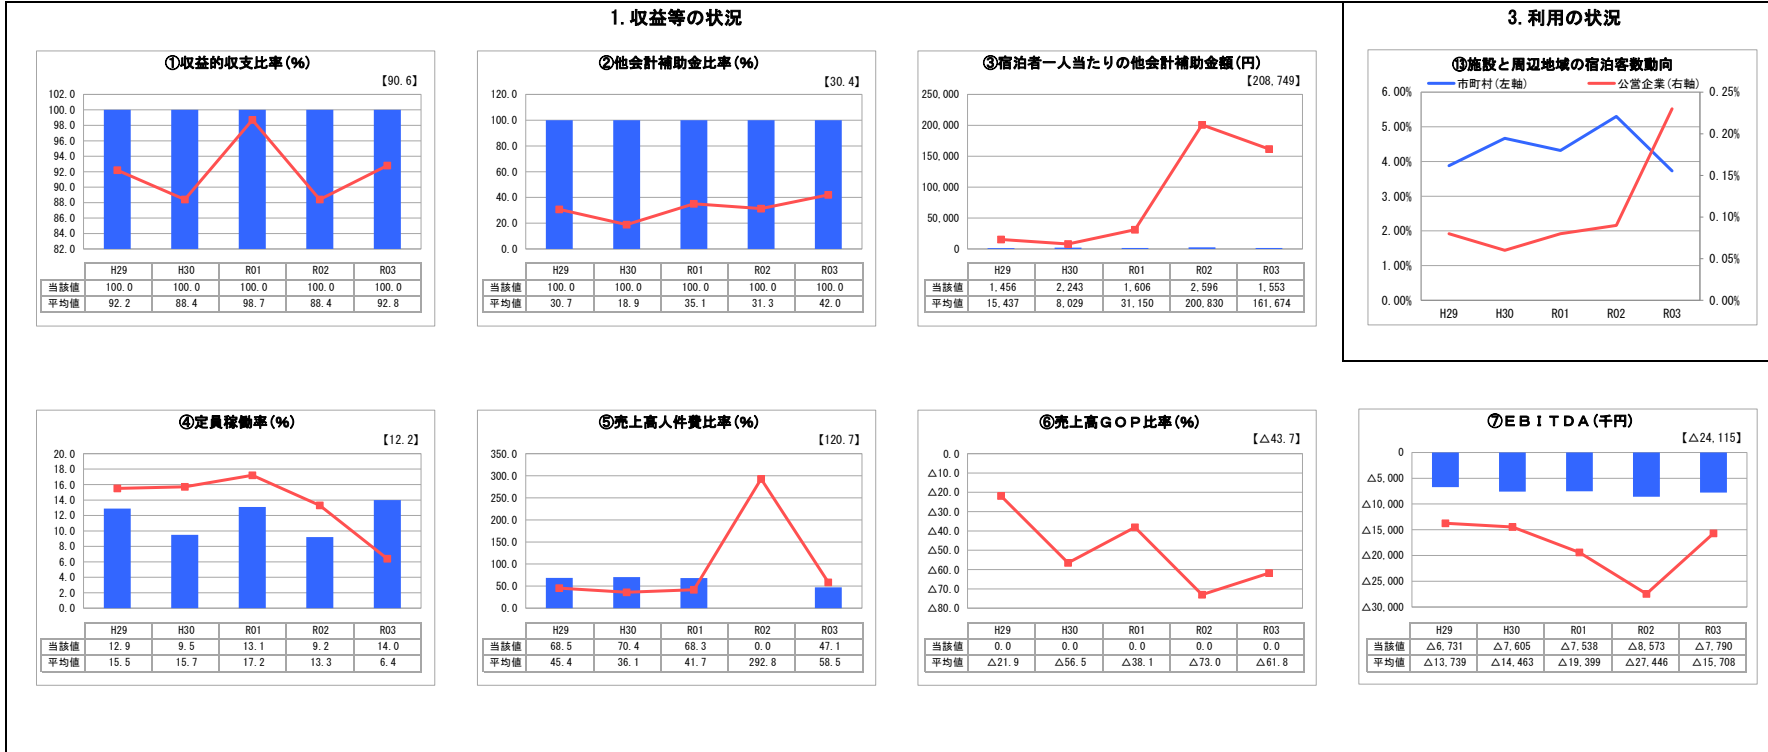 1. 収益等の状況
3. 利用の状況
①収益的収支比率(%)
【90.6】
102.0
100.0
98.0
96.0
94.0
92.0
90.0
88.0
86.0
84.0
82.0
H29 H30 R01 R02 R03
当該値 100.0 100.0 100.0 100.0 100.0
平均値 92.2 88.4 98.7 88.4 92.8
②他会計補助金比率(%)
【30.4】
120.0
100.0
80.0
60.0
40.0
20.0
0.0
H29 H30 R01 R02 R03
当該値 100.0 100.0 100.0 100.0 100.0
平均値 30.7 18.9 35.1 31.3 42.0
③宿泊者一人当たりの他会計補助金額(円)
【208,749】
250,000
200,000
150,000
100,000
50,000
0
H29 H30 R01 R02 R03
当該値 1,456 2,243 1,606 2,596 1,553
平均値 15,437 8,029 31,150 200,830 161,674
⑬施設と周辺地域の宿泊客数動向
市町村(左軸) 公営企業(右軸)
6.00% 0.25%
5.00% 0.20%
4.00% 0.15%
3.00% 0.10%
2.00% 0.05%
1.00% 0.00%
0.00%
H29 H30 R01 R02 R03
④定員稼働率(%)
【12.2】
20.0
18.0
16.0
14.0
12.0
10.0
8.0
6.0
4.0
2.0
0.0
H29 H30 R01 R02 R03
当該値 12.9 9.5 13.1 9.2 14.0
平均値 15.5 15.7 17.2 13.3 6.4
⑤売上高人件費比率(%)
【120.7】
350.0
300.0
250.0
200.0
150.0
100.0
50.0
0.0
H29 H30 R01 R02 R03
当該値 68.5 70.4 68.3 0.0 47.1
平均値 45.4 36.1 41.7 292.8 58.5
⑥売上高GOP比率(%)
【△43.7】
0.0
△10.0
△20.0
△30.0
△40.0
△50.0
△60.0
△70.0
△80.0
H29 H30 R01 R02 R03
当該値 0.0 0.0 0.0 0.0 0.0
平均値 △21.9 △56.5 △38.1 △73.0 △61.8
⑦EBITDA(千円)
【△24,115】
0
△5,000
△10,000
△15,000
△20,000
△25,000
△30,000
H29 H30 R01 R02 R03
当該値 △6,731 △7,605 △7,538 △8,573 △7,790
平均値 △13,739 △14,463 △19,399 △27,446 △15,708